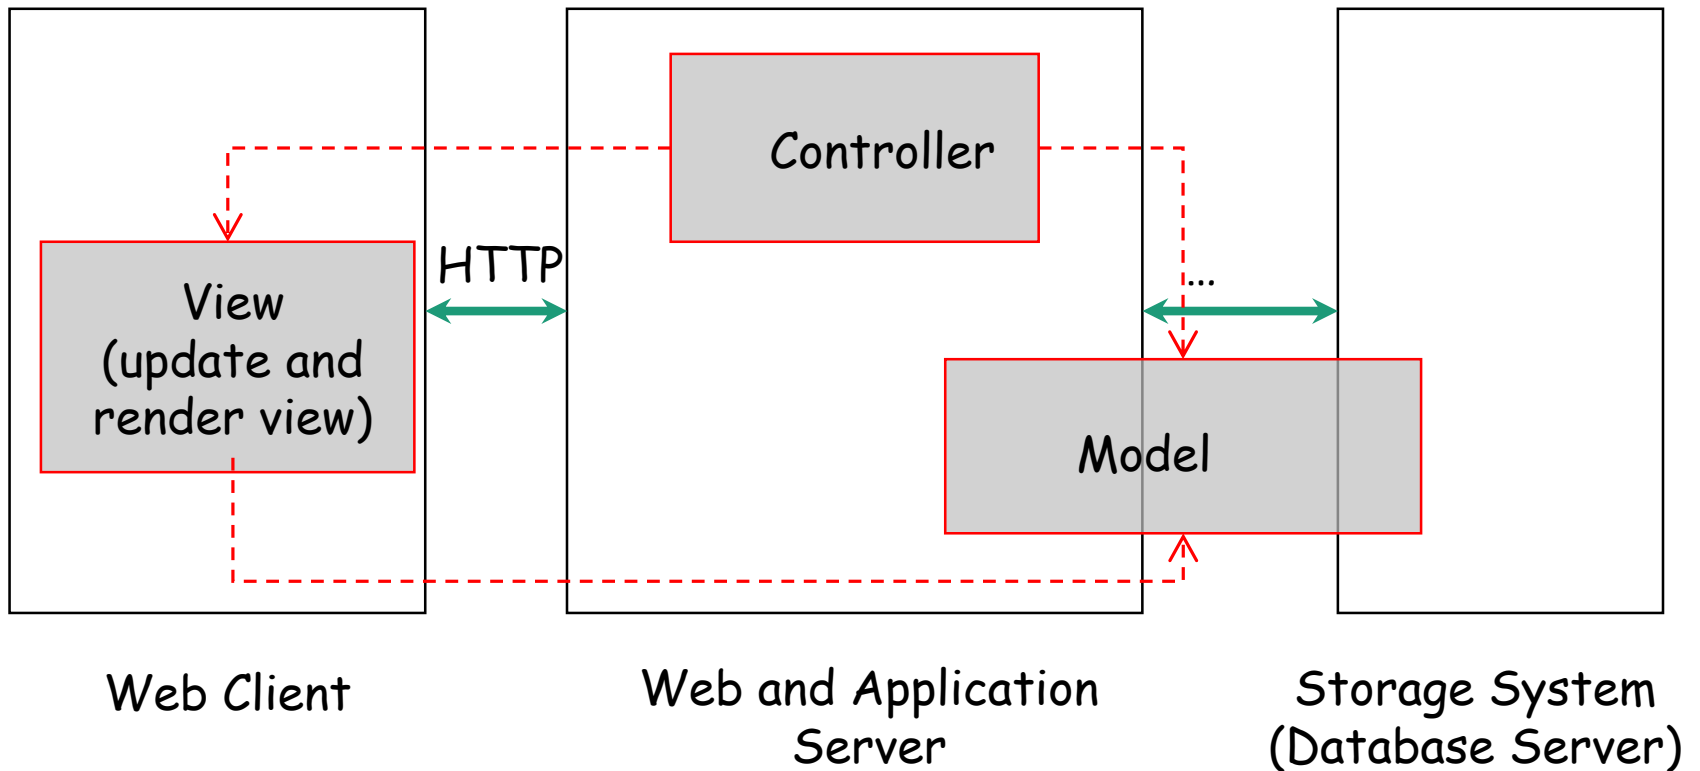 Controller
HTTP
...
View
(update and
render view)
Model
Web Client
Web and Application
Server
Storage System
(Database Server)